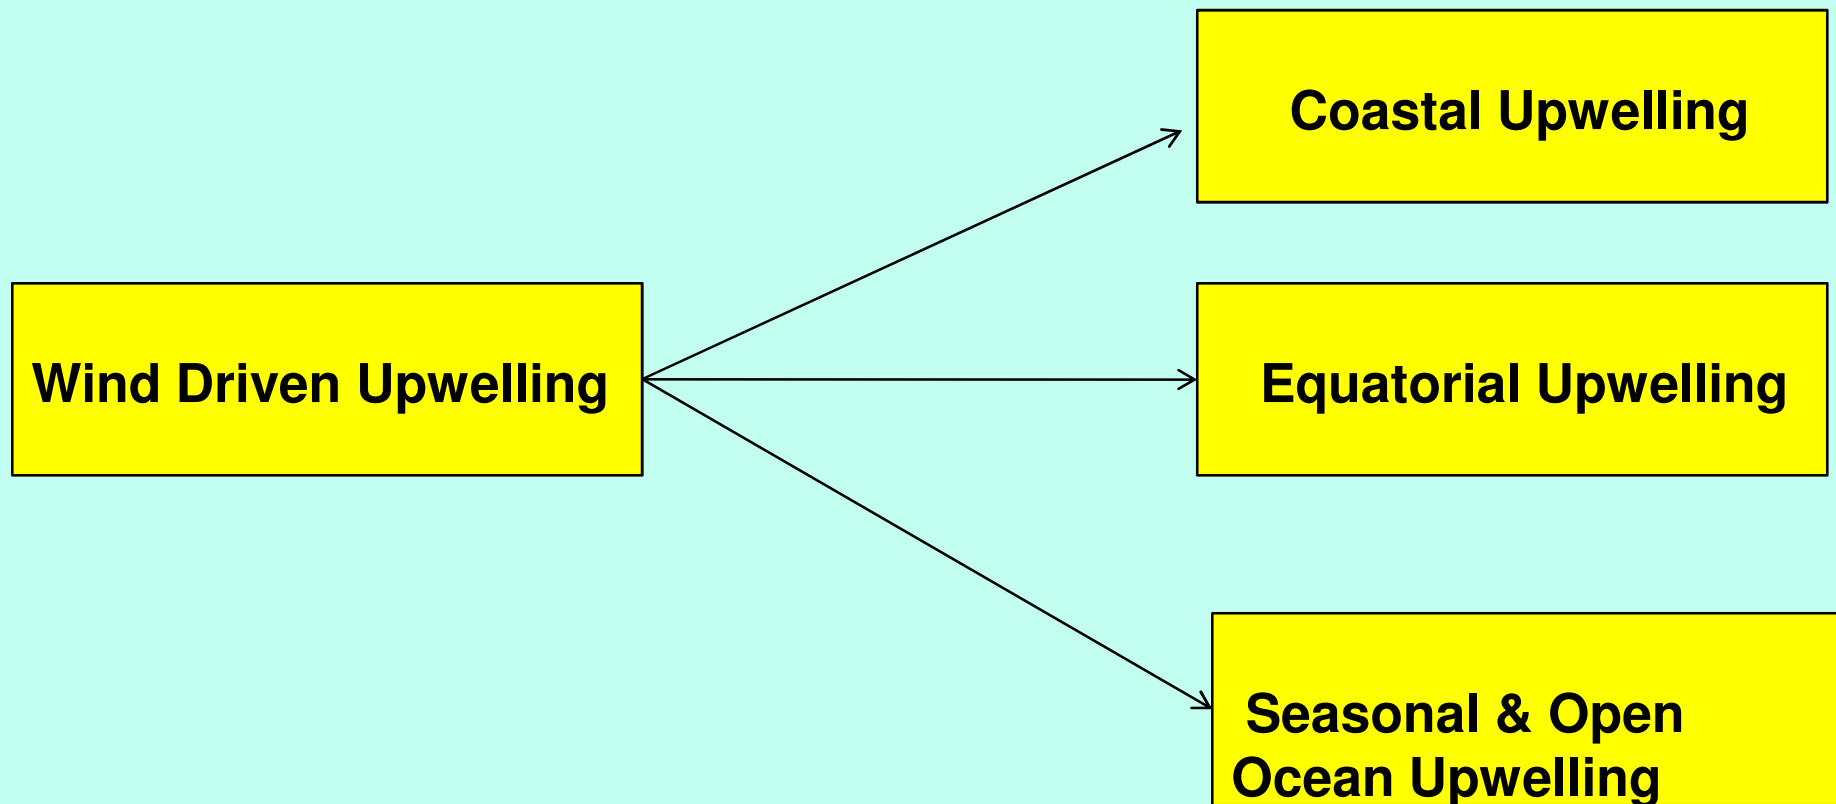 Coastal Upwelling
Wind Driven Upwelling
Equatorial Upwelling
Seasonal & Open
Ocean Upwelling